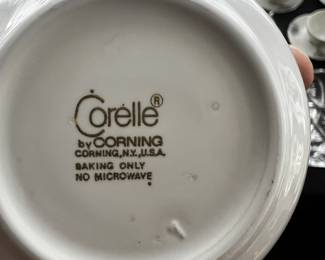 Corelle®
by CORNING
CORNING, N.Y., U.S.A.
BAKING ONLY
NO MICROWAVE